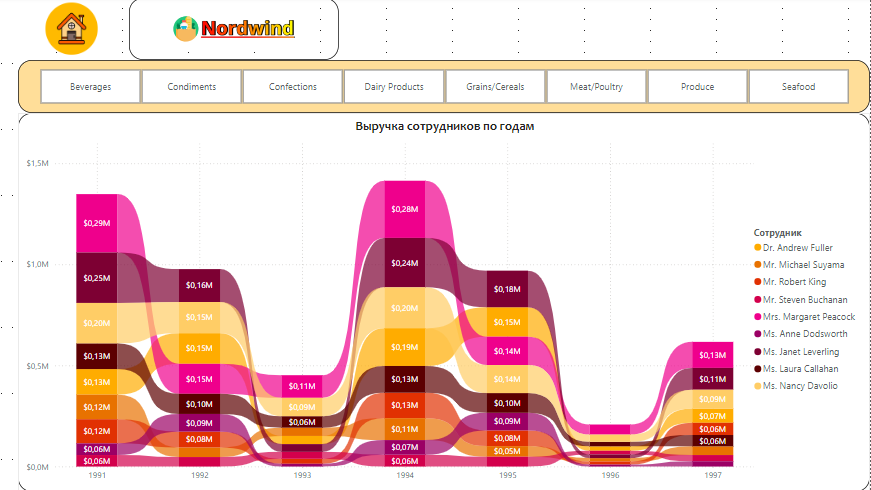 Nordwind
Beverages Condiments Confections Dairy Products Grains/Cereals Meat/Poultry Produce Seafood
Выручка сотрудников по годам
$1,5M
$1,0M
$0,5M
$0,0M
$0,29M
$0,25M
$0,20M
$0,13M
$0,13M
$0,12M
$0,12M
$0,06M
$0,06M
$0,16M
$0,15M
$0,15M
$0,15M
$0,10M
$0,09M
$0,08M
$0,11M
$0,09M
$0,06M
$0,28M
$0,24M
$0,20M
$0,19M
$0,13M
$0,13M
$0,11M
$0,07M
$0,06M
$0,18M
$0,15M
$0,14M
$0,14M
$0,10M
$0,09M
$0,08M
$0,05M
$0,13M
$0,11M
$0,09M
$0,07M
$0,06M
$0,06M
1991 1992 1993 1994 1995 1996 1997
Сотрудник
Dr. Andrew Fuller
Mr. Michael Suyama
Mr. Robert King
Mr. Steven Buchanan
Mrs. Margaret Peacock
Ms. Anne Dodsworth
Ms. Janet Leverling
Ms. Laura Callahan
Ms. Nancy Davolio